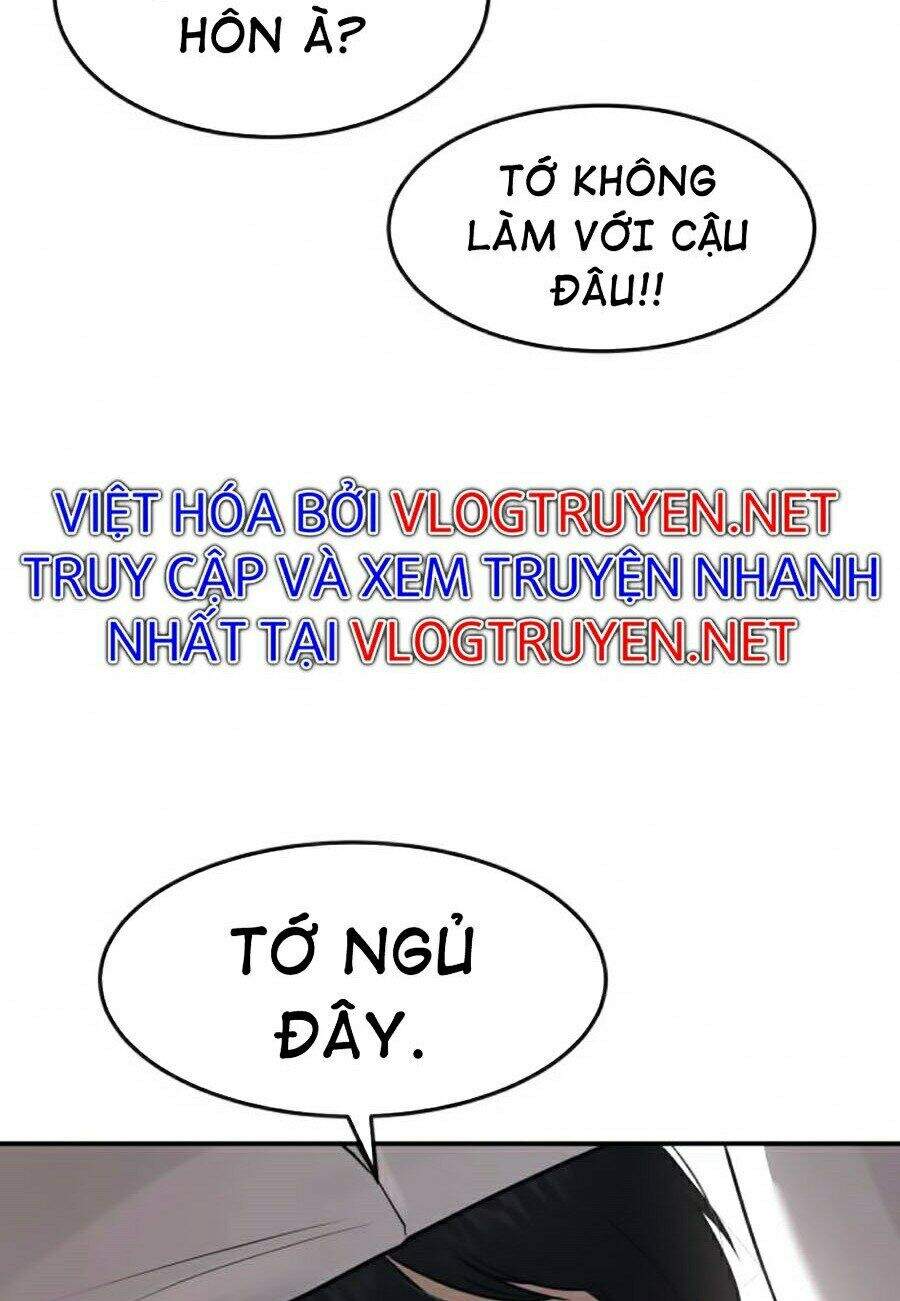 HÔN À?
TỚ KHÔNG
LÀM VỚI CẬU
ĐÂU!!
VIỆT HÓA BỞI VLOGTRUYEN.NET
TRUY CẬP VÀ XEM TRUYỆN NHANH
NHẤT TẠI VLOGTRUYEN.NET
TỚ NGỦ
ĐÂY.